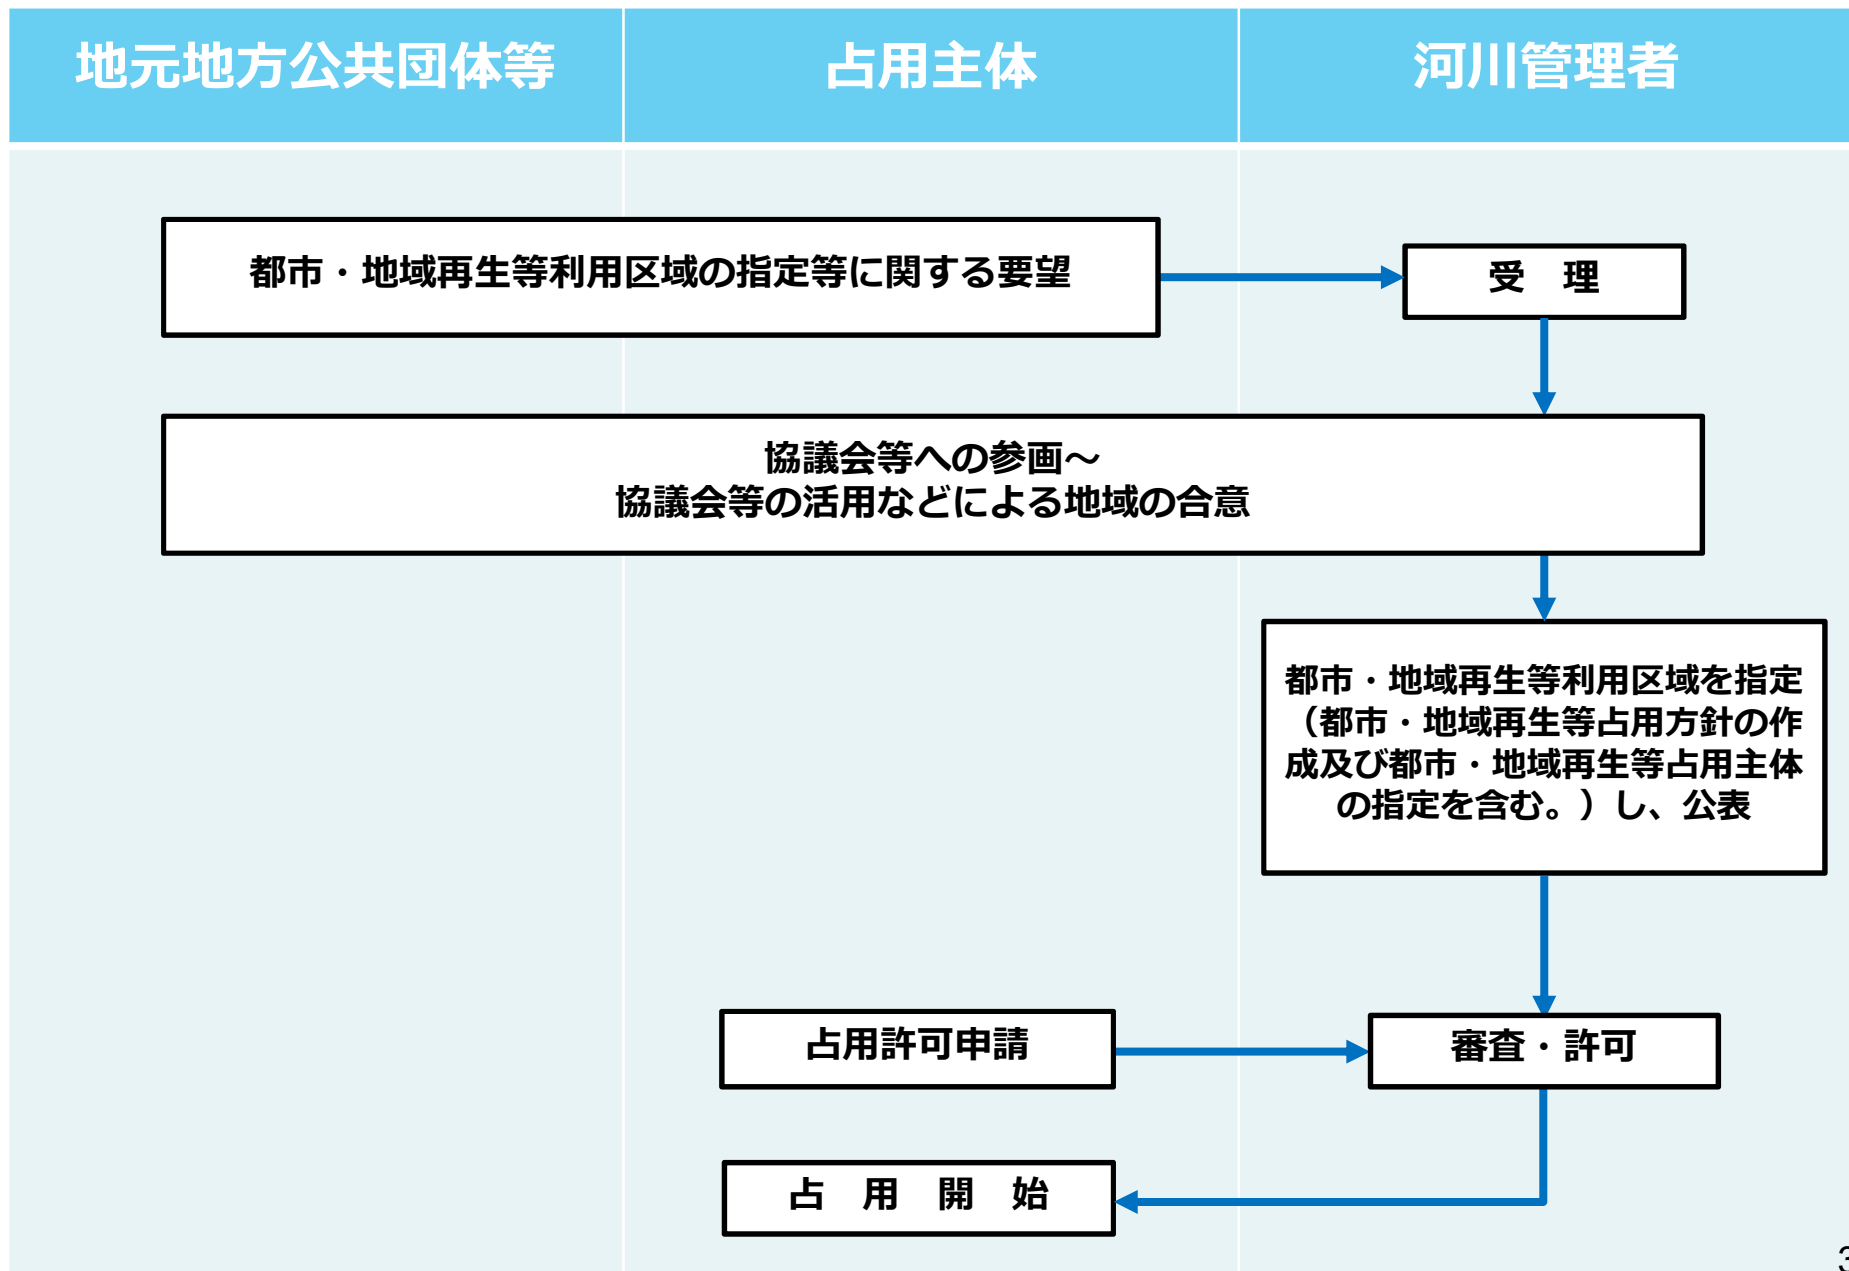 地元地方公共団体等
占用主体
河川管理者
都市・地域再生等利用区域の指定等に関する要望
受　理
協議会等への参画～
協議会等の活用などによる地域の合意
都市・地域再生等利用区域を指定
（都市・地域再生等占用方針の作
成及び都市・地域再生等占用主体
の指定を含む。）し、公表
占用許可申請
審査・許可
占　用　開　始